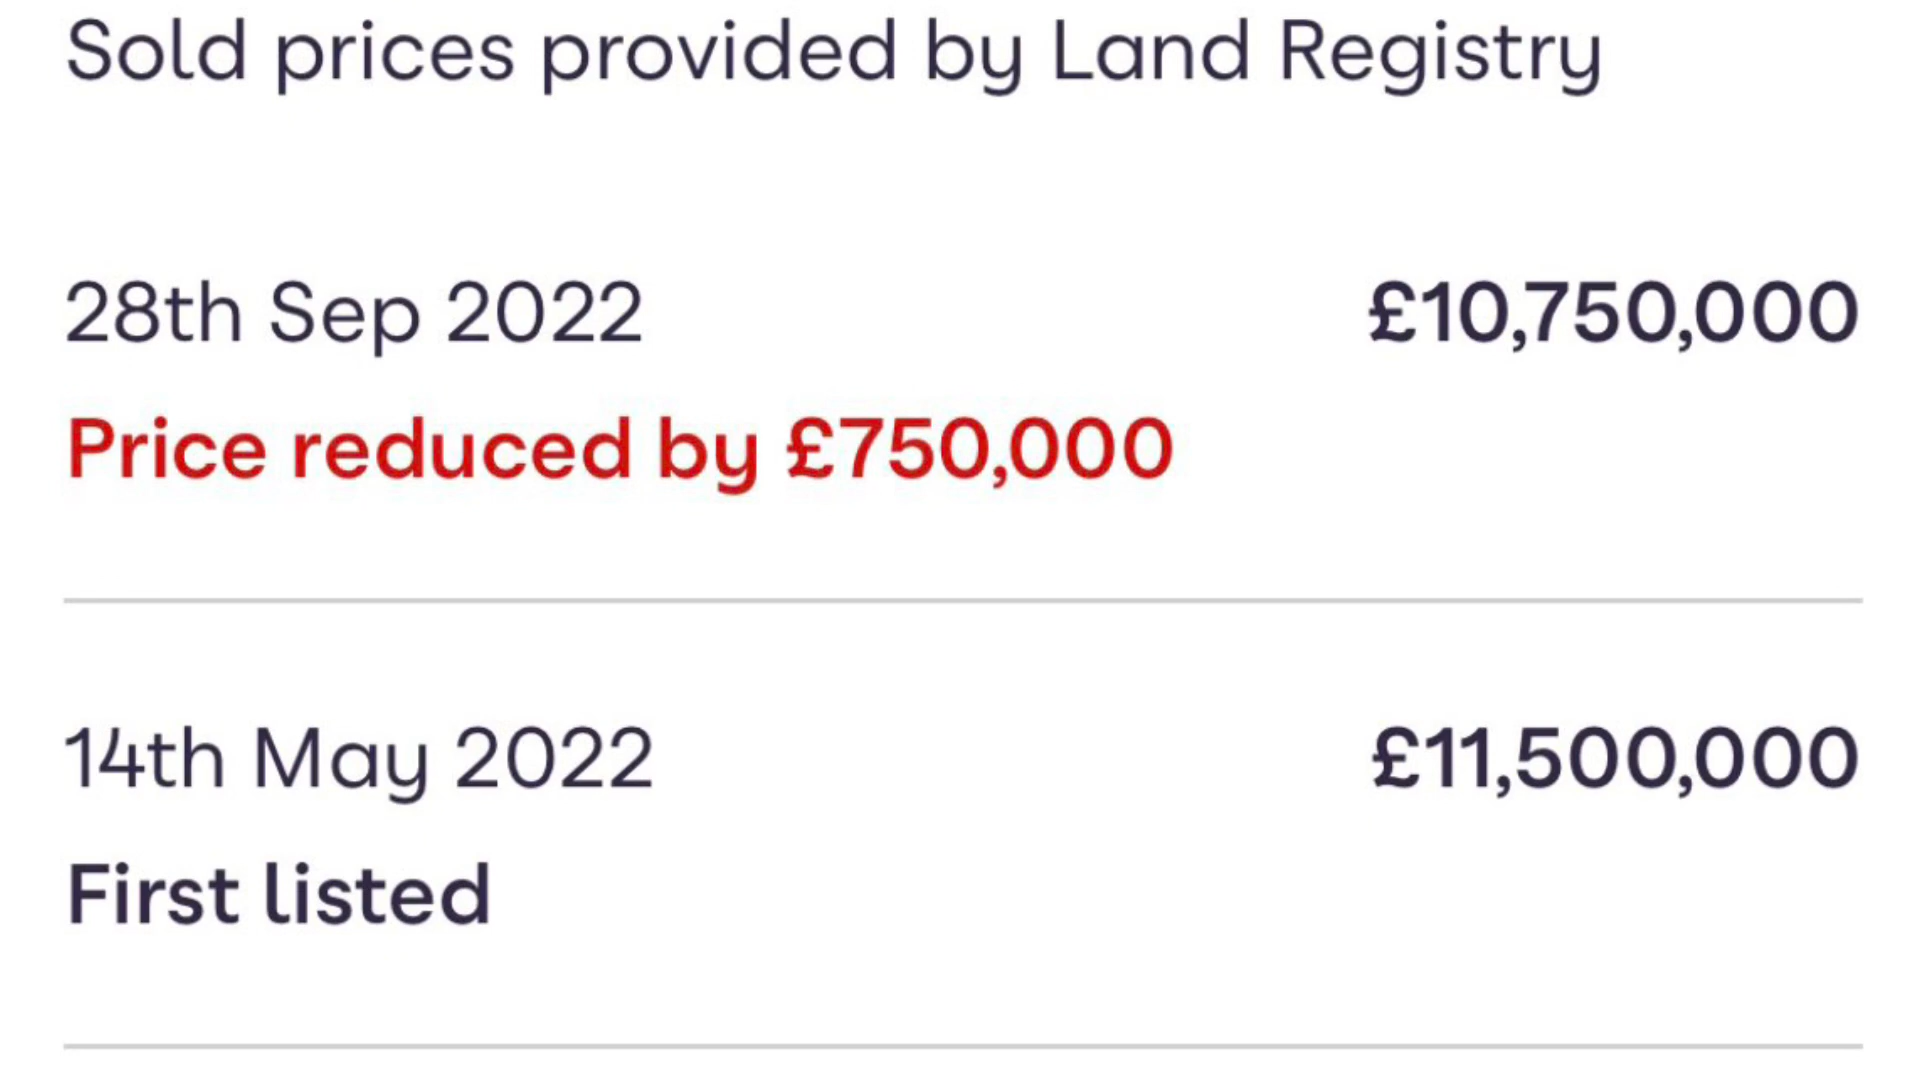 Sold prices provided by Land Registry
28th Sep 2022 £10,750,000
Price reduced by £750,000
14th May 2022 £11,500,000
First listed